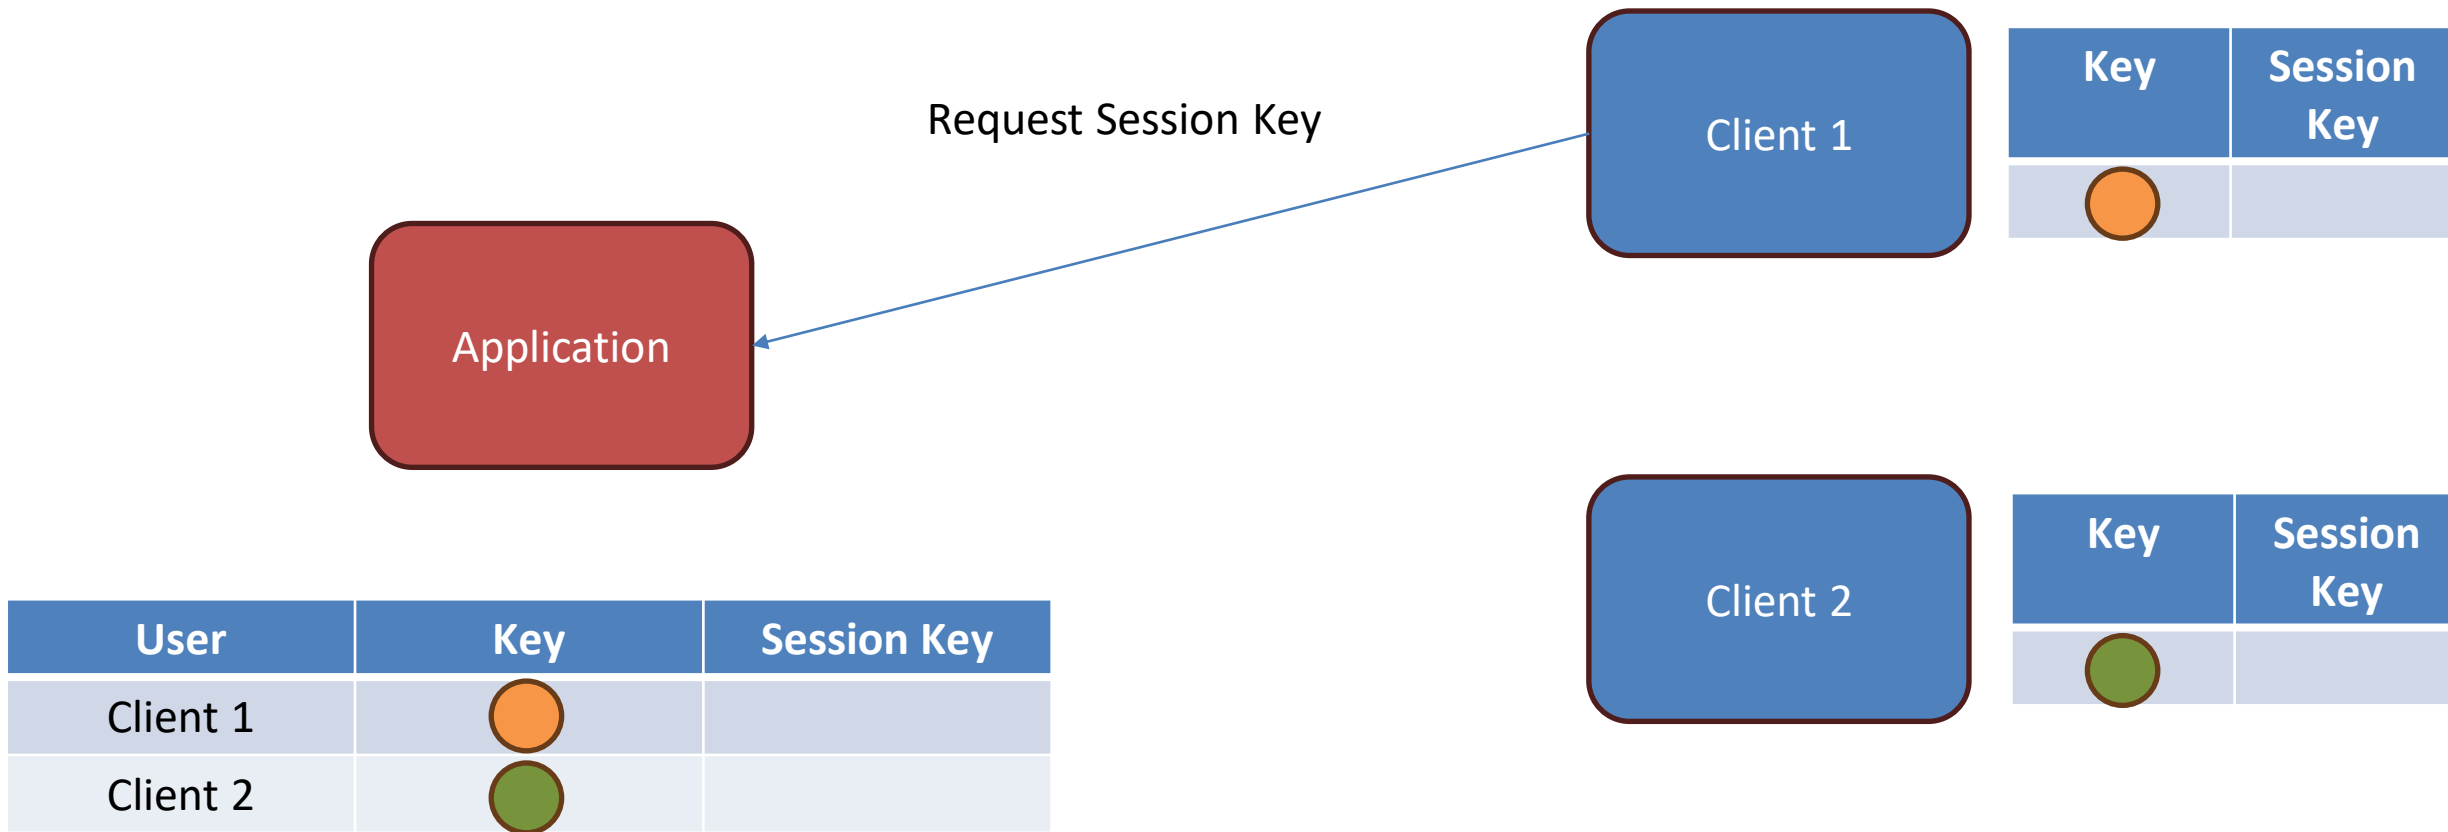 Request Session Key
Client 1
Key
Session
Key
Application
Client 2
Key
Session
Key
User
Key
Session Key
Client 1
Client 2